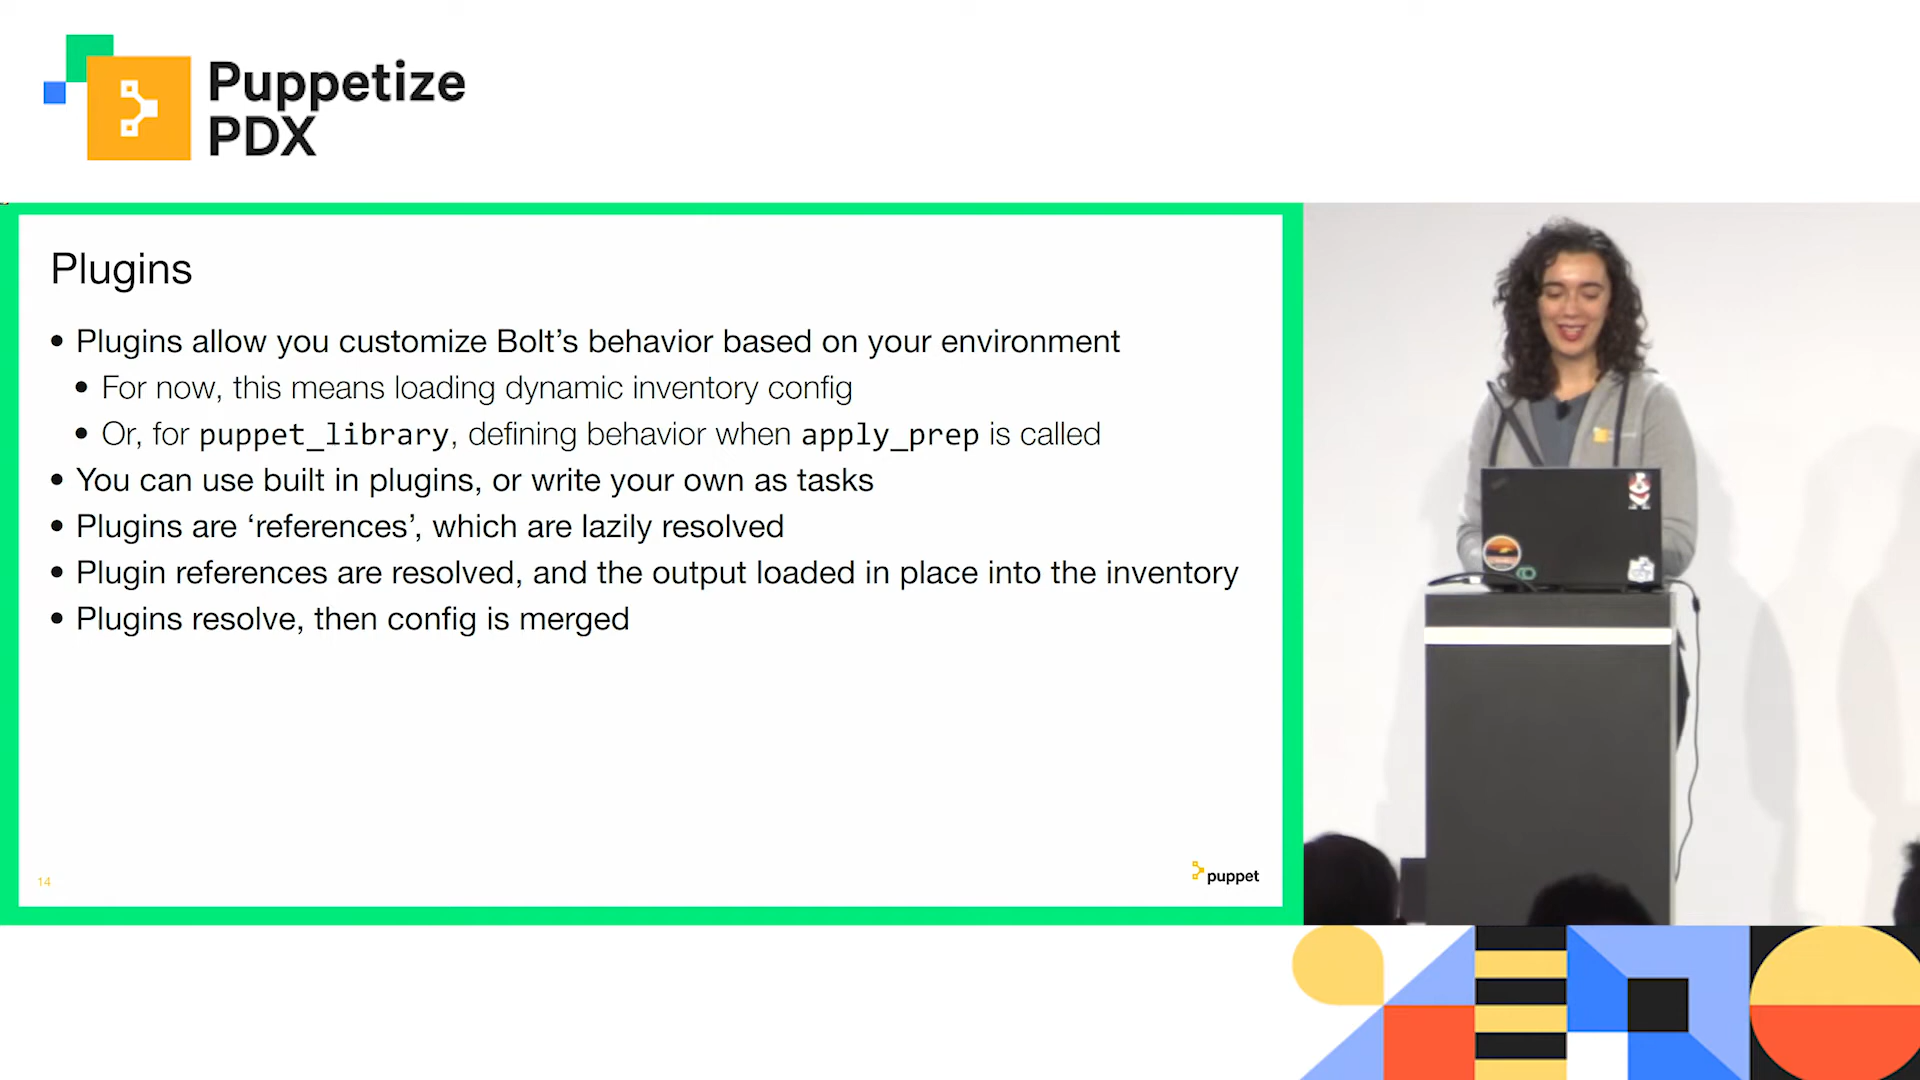 Puppetize
PDX
Plugins
• Plugins allow you customize Bolt’s behavior based on your environment
• For now, this means loading dynamic inventory config
• Or, for puppet_library, defining behavior when apply_prep is called
• You can use built in plugins, or write your own as tasks
• Plugins are ‘references’, which are lazily resolved
• Plugin references are resolved, and the output loaded in place into the inventory
• Plugins resolve, then config is merged
14
puppet